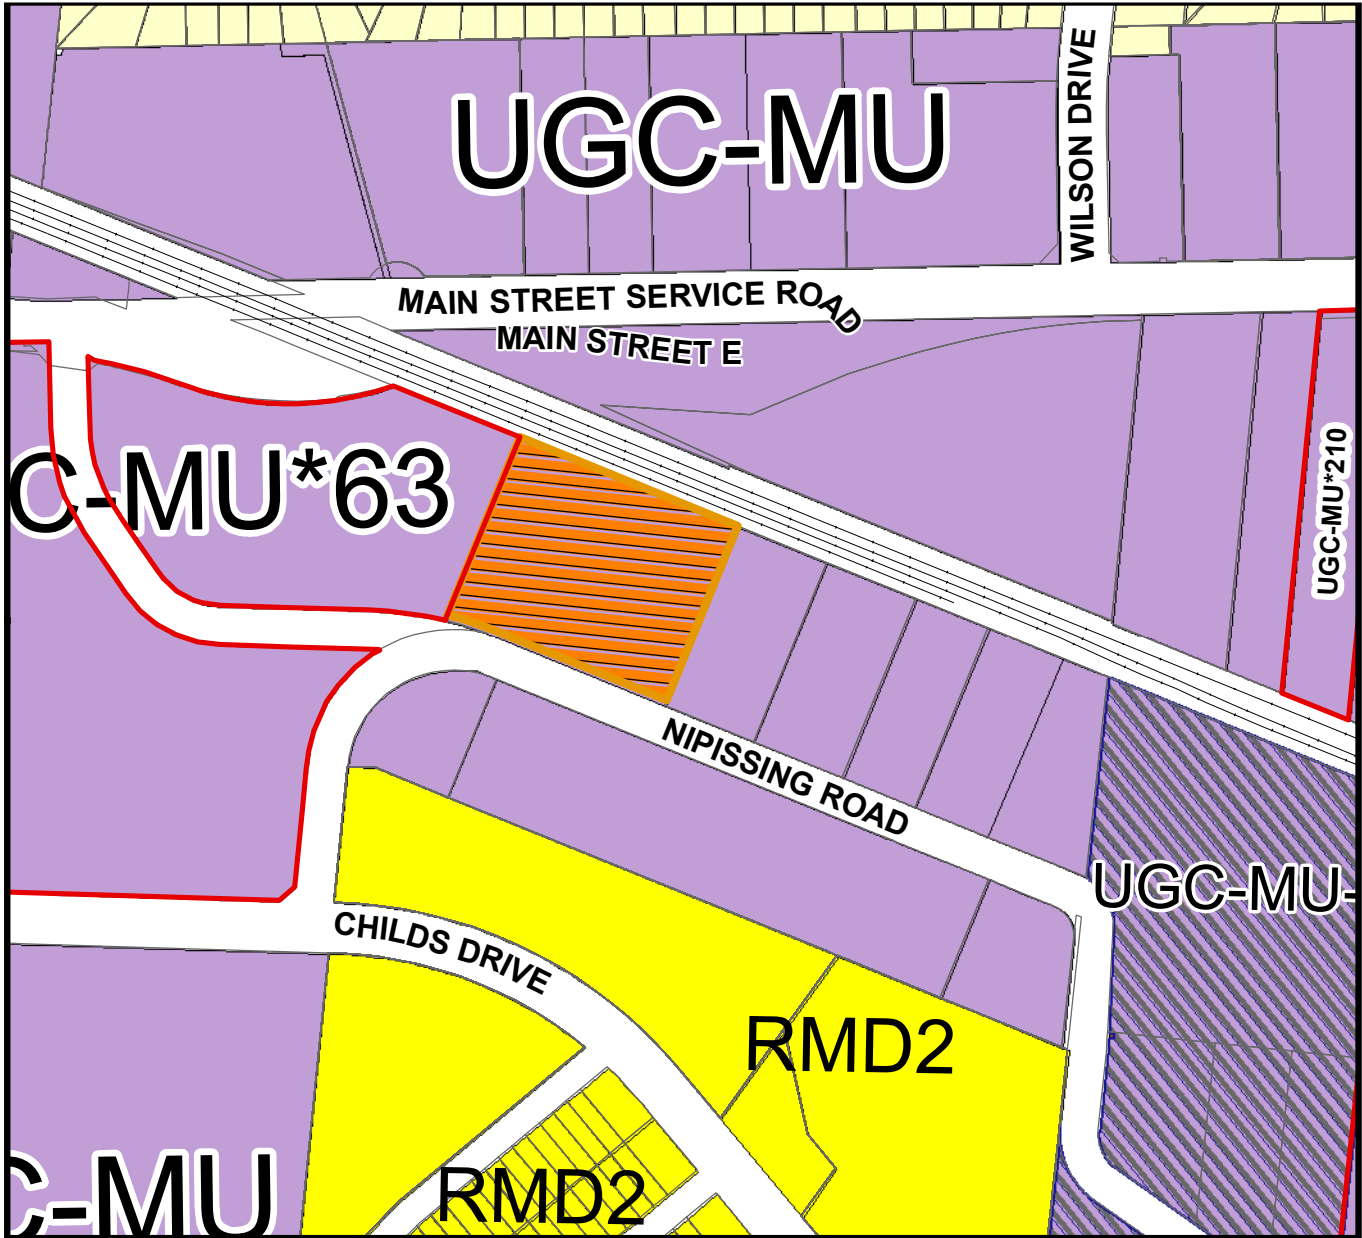 UGC-MU
WILSON DRIVE
MAIN STREET SERVICE ROAD
MAIN STREET E
C-MU*63
UGC-MU*210
NIPISSING ROAD
UGC-MU-
CHILDS DRIVE
RMD2
C-MU
RMD2